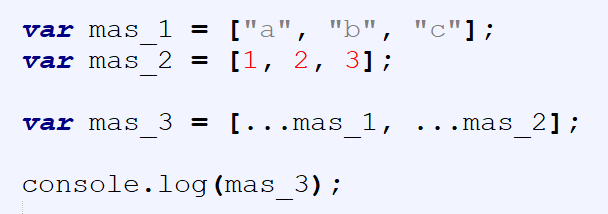 var mas_1 = ["a", "b", "c"];
var mas_2 = [1, 2, 3];
var mas_3 = [...mas_1, ...mas_2];
console.log(mas_3);